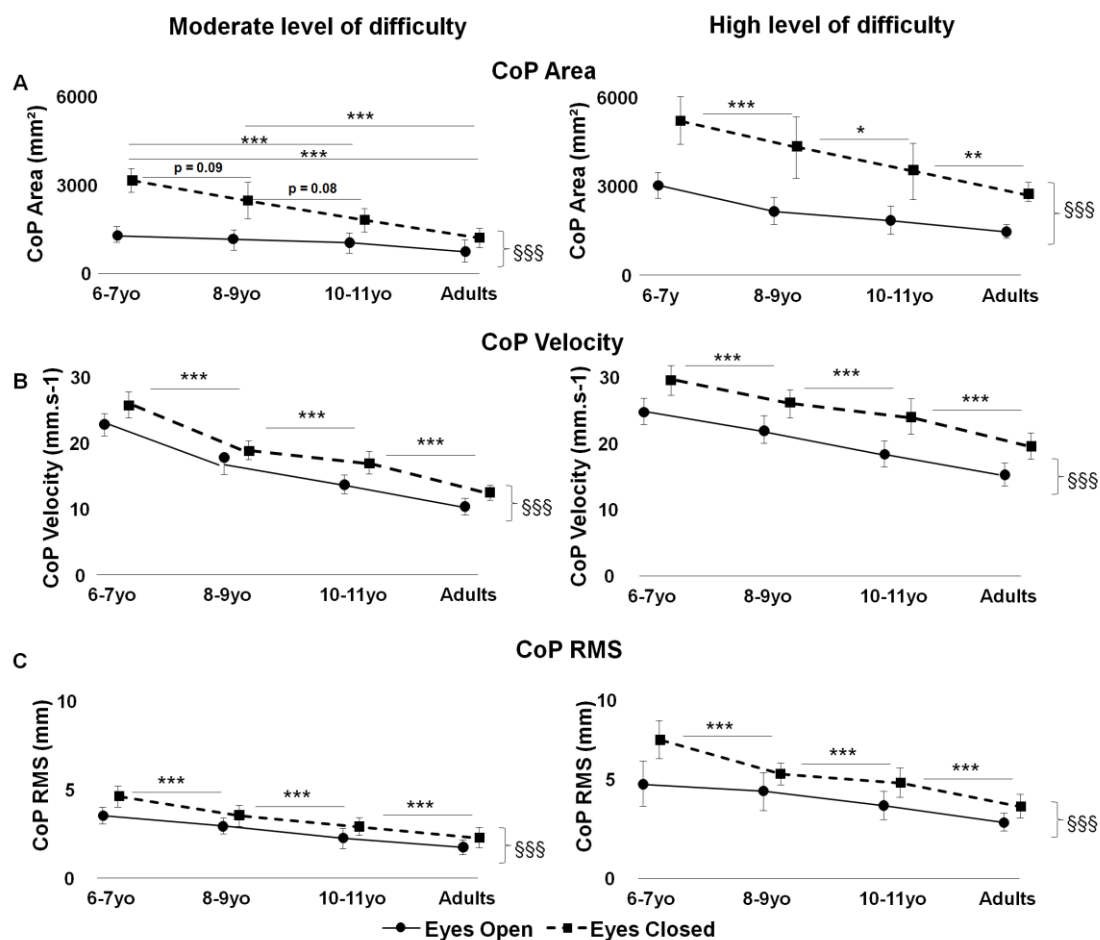 Moderate level of difficulty
High level of difficulty
A
CoP Area
CoP Area (mm²)
6000
3000
0
***
***
***
p = 0.09
p = 0.08
§§§
6-7yo 8-9yo 10-11yo Adults
CoP Area (mm²)
6000
3000
0
***
*
**
§§§
6-7y 8-9yo 10-11yo Adults
B
CoP Velocity
CoP Velocity (mm.s-1)
30
20
10
0
***
***
***
§§§
6-7yo 8-9yo 10-11yo Adults
CoP Velocity (mm.s-1)
30
20
10
0
***
***
***
§§§
6-7yo 8-9yo 10-11yo Adults
C
CoP RMS
CoP RMS (mm)
10
5
0
***
***
***
§§§
6-7yo 8-9yo 10-11yo Adults
CoP RMS (mm)
10
5
0
***
***
***
§§§
6-7yo 8-9yo 10-11yo Adults
Eyes Open Eyes Closed